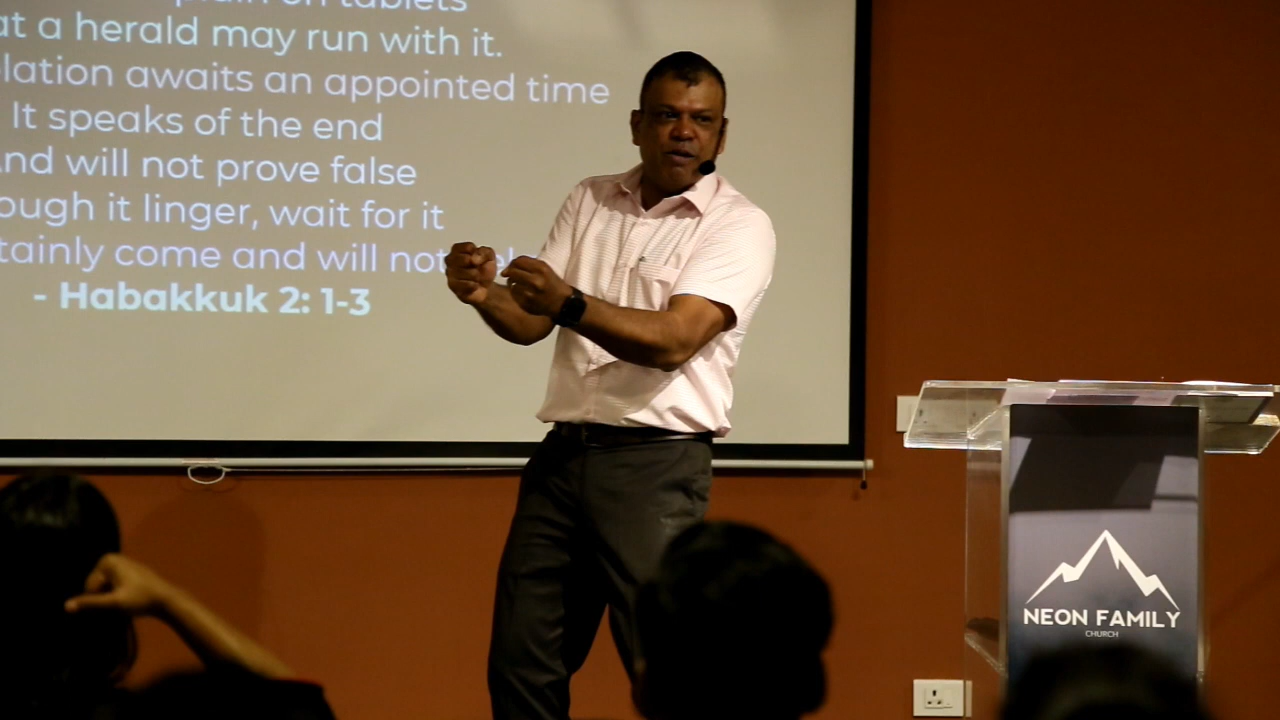 on tablets
at a herald may run with it.
lation awaits an appointed time
It speaks of the end
nd will not prove false
ough it linger, wait for it
tainly come and will not
- Habakkuk 2: 1-3
NEON FAMILY
CHURCH